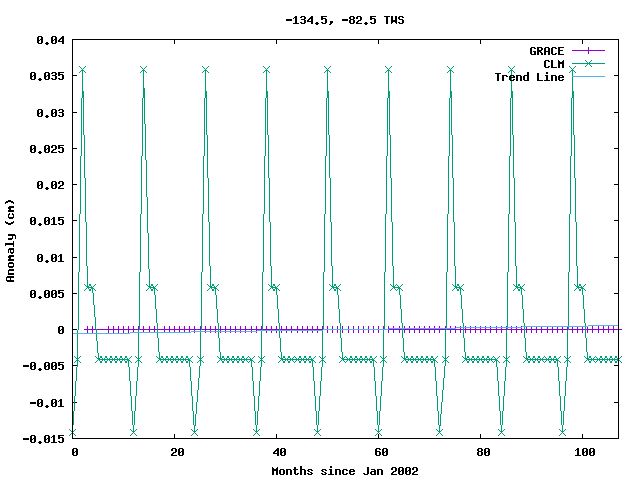 -134.5, -82.5 TWS
0.04
0.035
0.03
0.025
0.02
0.015
0.01
0.005
0
-0.005
-0.01
-0.015
Anomaly (cm)
GRACE
CLM
Trend Line
0 20 40 60 80 100
Months since Jan 2002